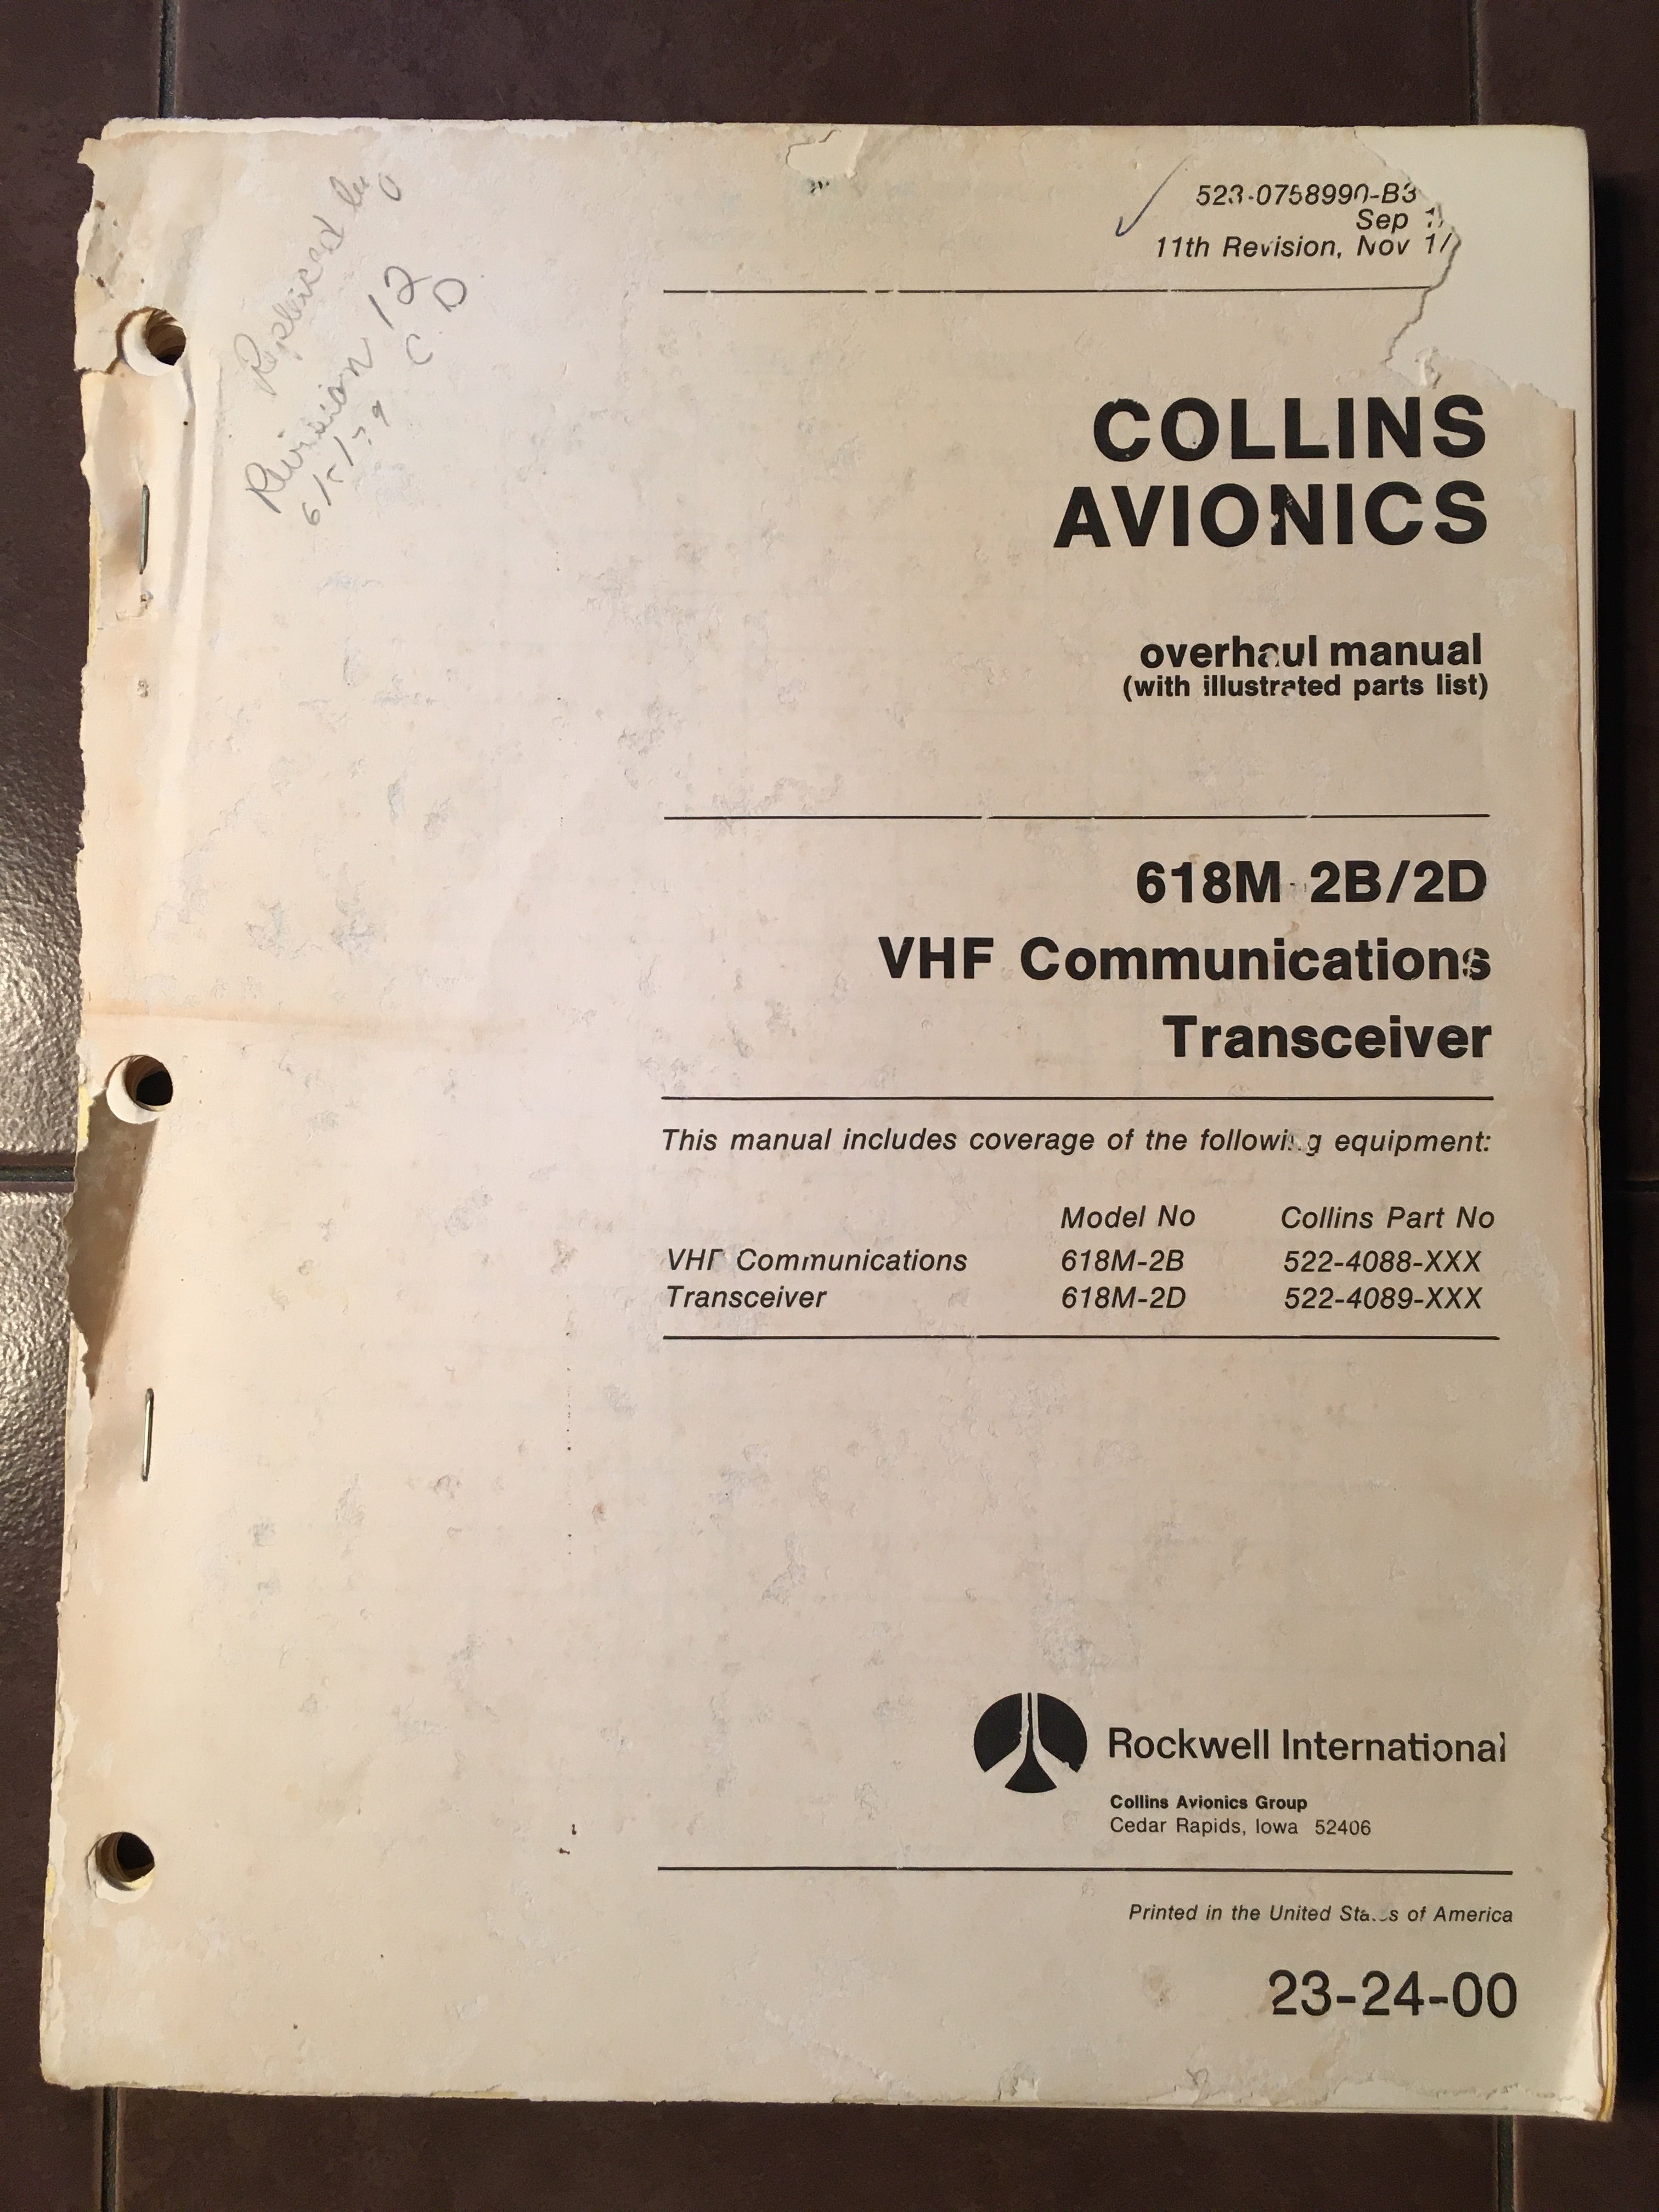 Replaced by
Revision 12
C D
523-0758990-B3
Sep 1
11th Revision, Nov 1/
COLLINS
AVIONICS
overhaul manual
(with illustrated parts list)
618M-2B/2D
VHF Communications
Transceiver
This manual includes coverage of the following equipment:
Model No Collins Part No
VHF Communications 618M-2B 522-4088-XXX
Transceiver 618M-2D 522-4089-XXX
Rockwell International
Collins Avionics Group
Cedar Rapids, Iowa 52406
Printed in the United States of America
23-24-00